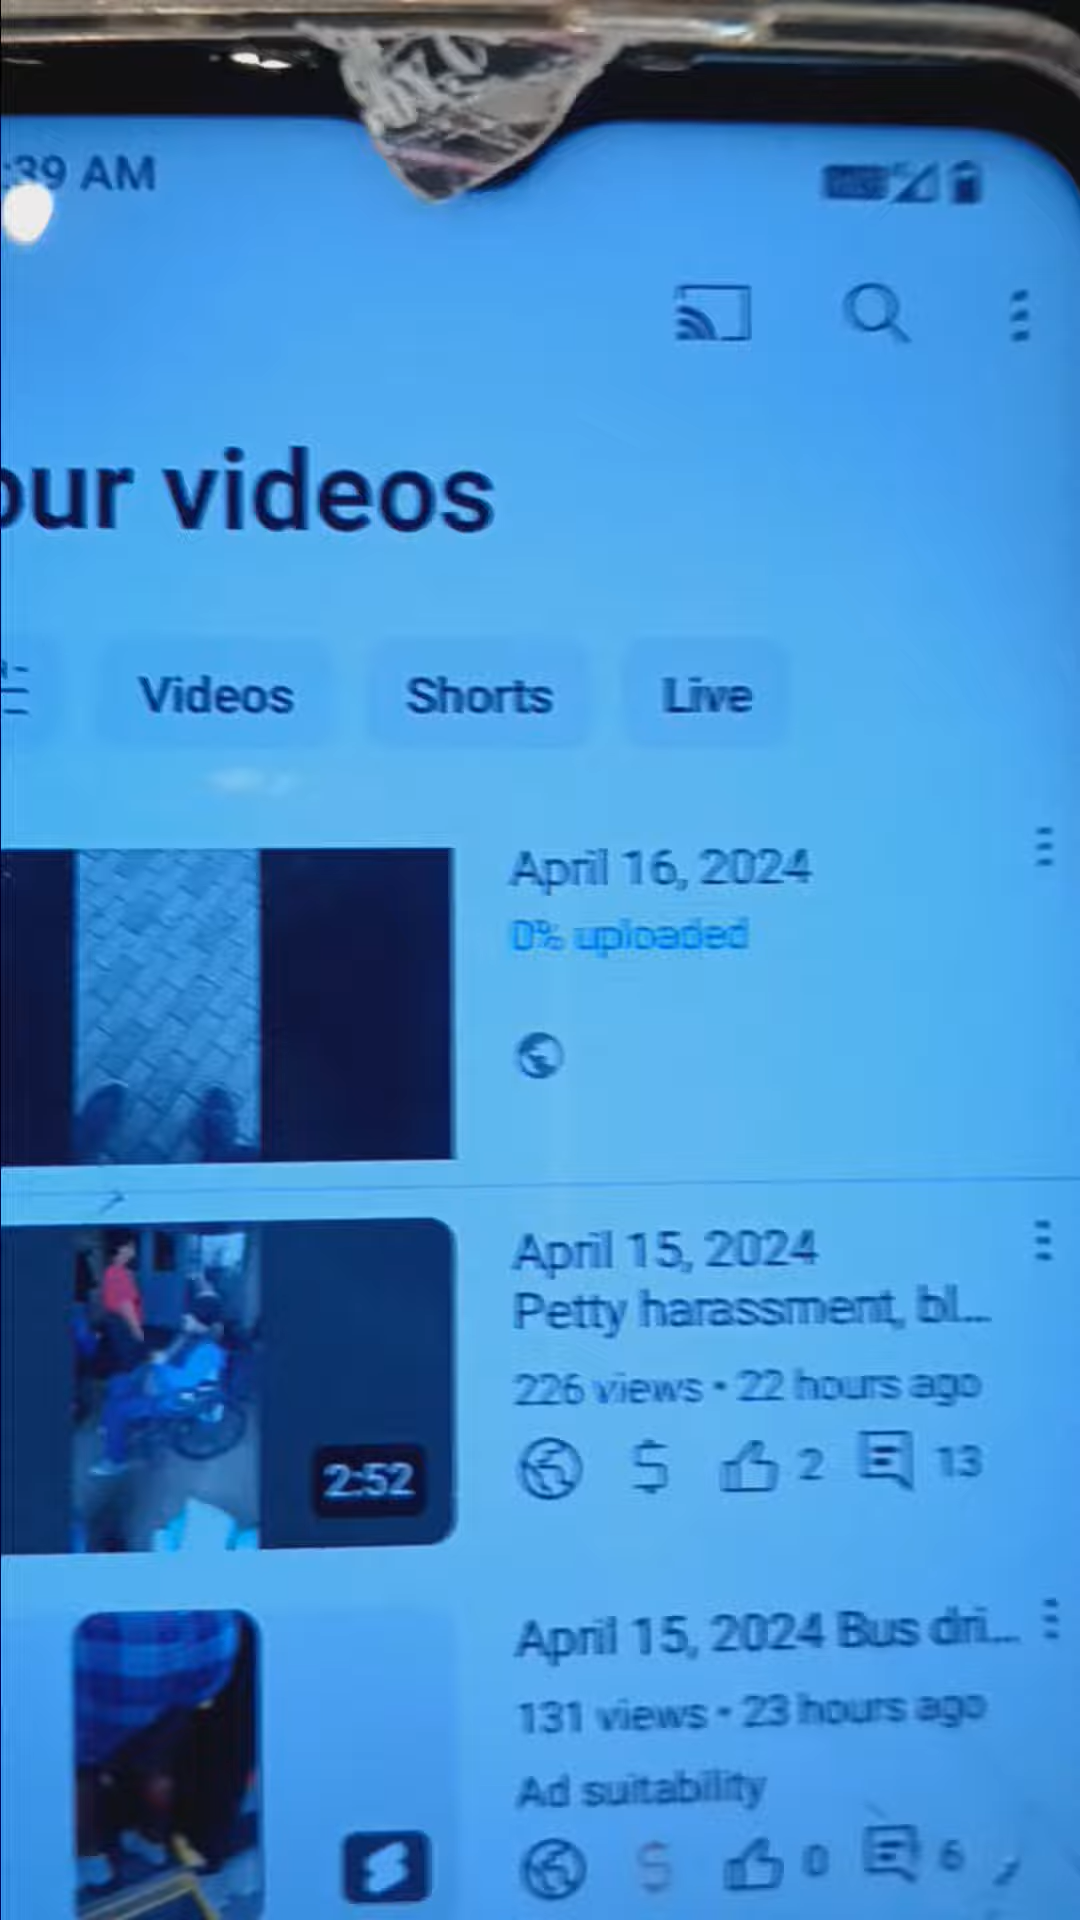 :39 AM
our videos
Videos
Shorts
Live
April 16, 2024
0% uploaded
April 15, 2024
Petty harassment, bl...
226 views • 22 hours ago
2
13
2:52
April 15, 2024 Bus dri...
131 views • 23 hours ago
Ad suitability
0
6